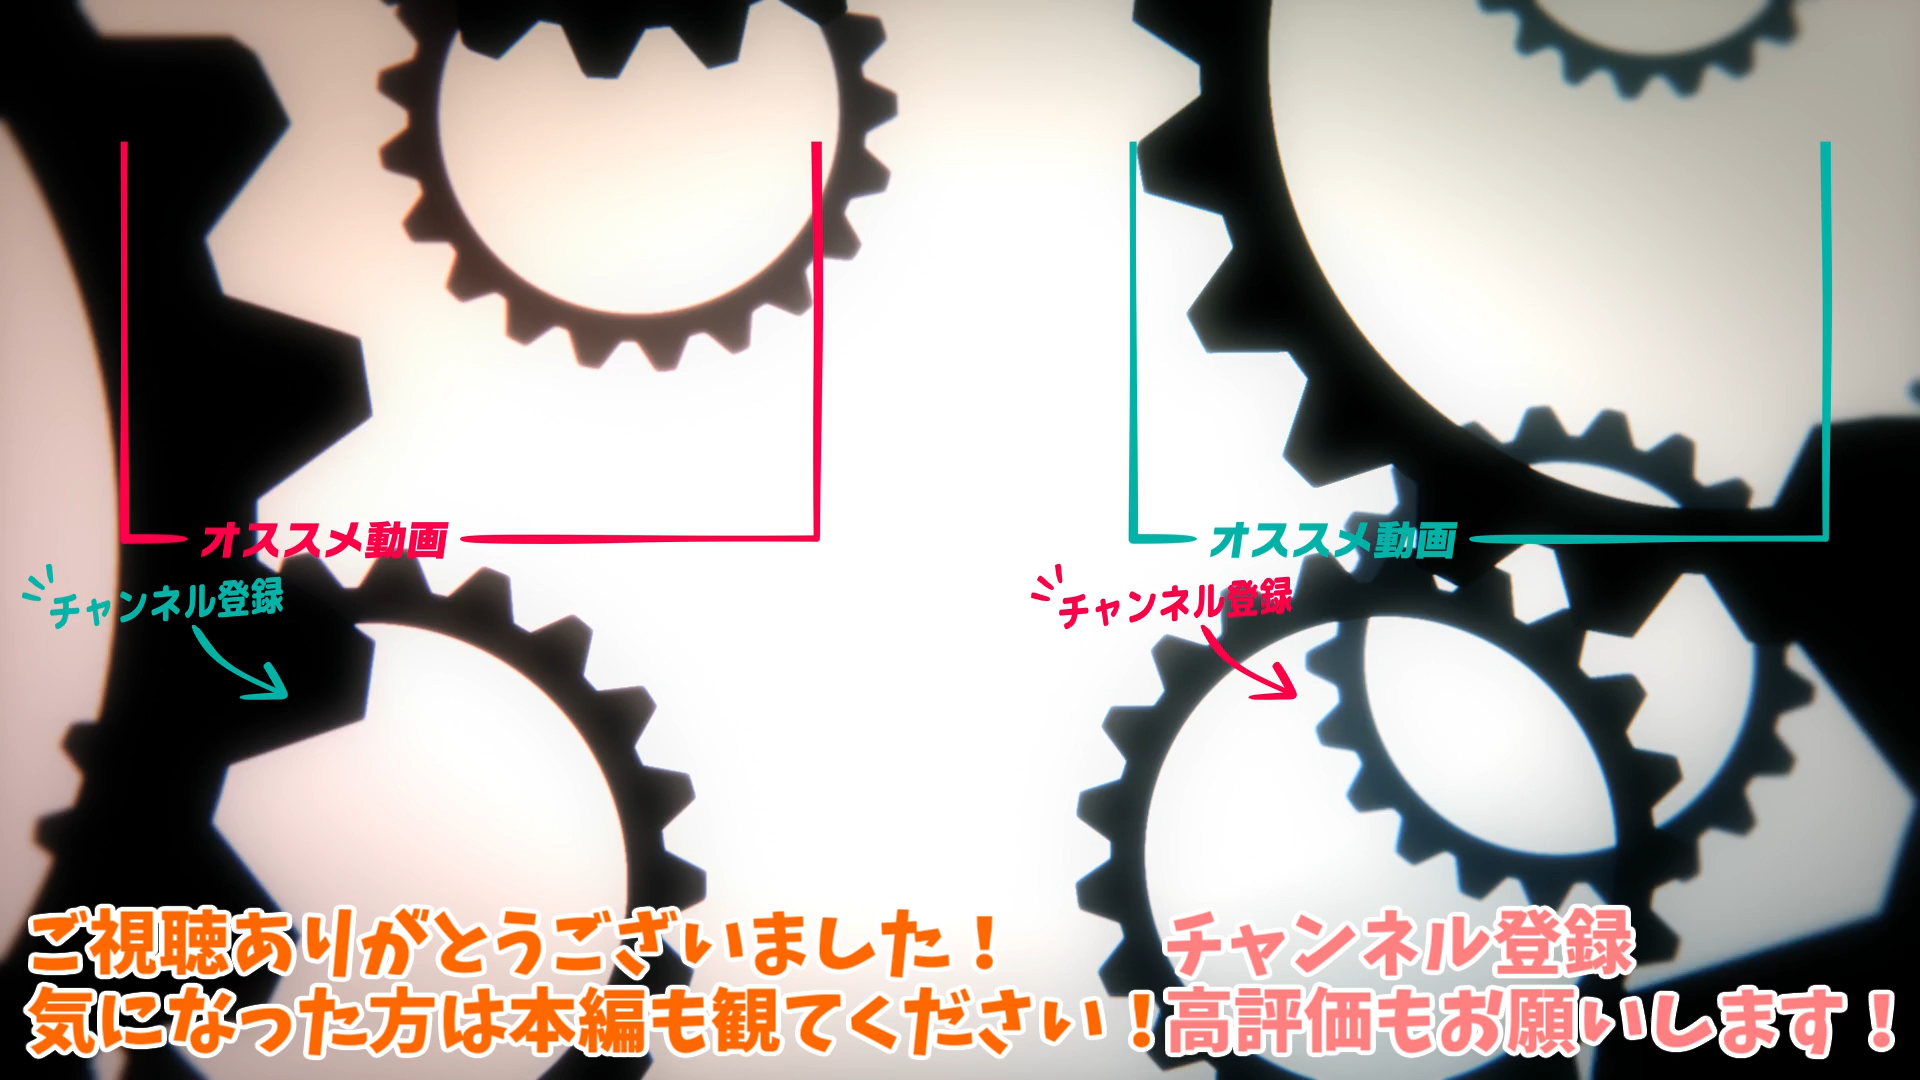 オススメ動画
チャンネル登録
オススメ動画
チャンネル登録
ご視聴ありがとうございました！
気になった方は本編も観てください！
チャンネル登録
高評価もお願いします！